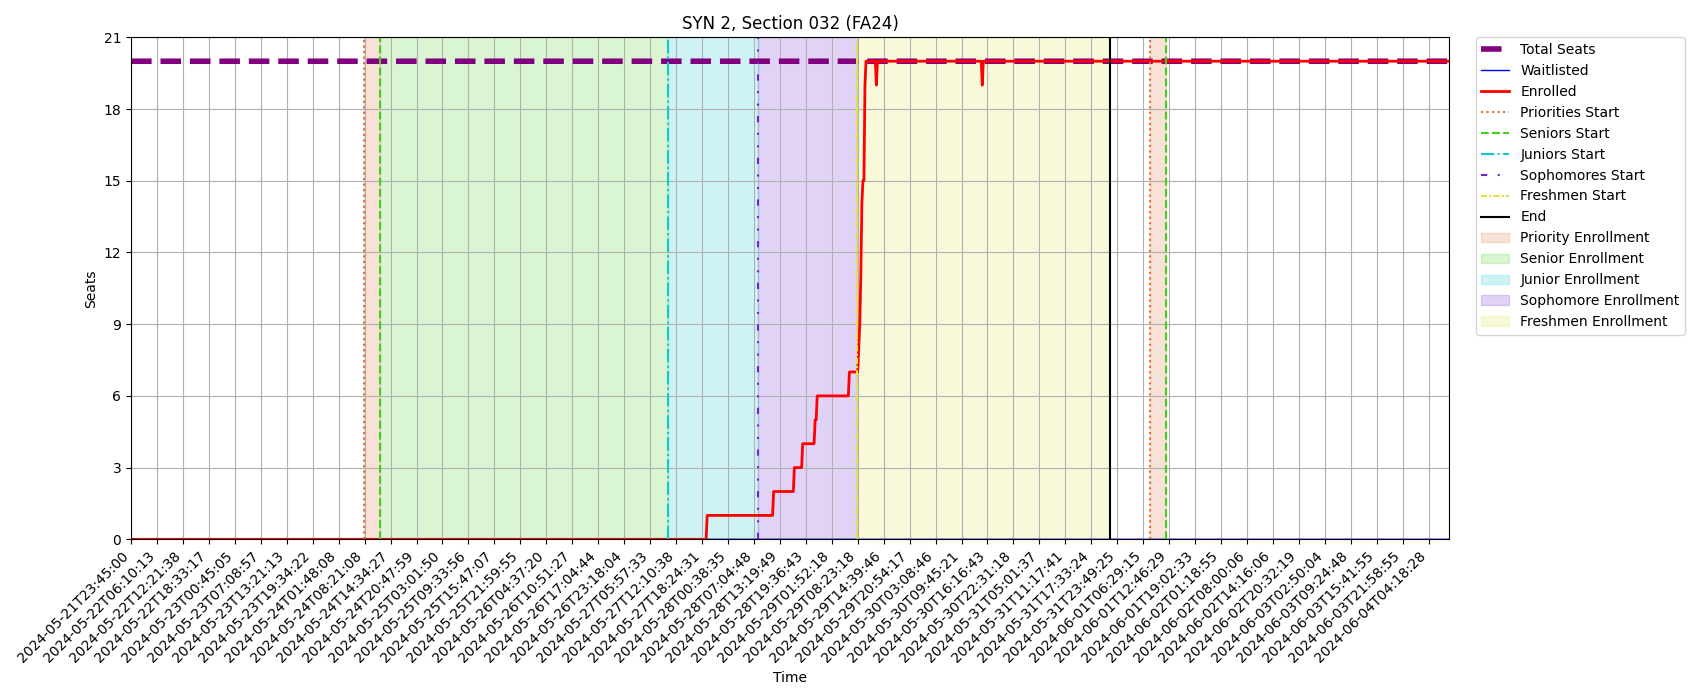 SYN 2, Section 032 (FA24)
21
18
15
12
9
6
3
0
Seats
2024-05-21T23:45:00
2024-05-22T06:10:13
2024-05-22T12:21:38
2024-05-22T18:33:17
2024-05-23T00:45:05
2024-05-23T07:08:57
2024-05-23T13:21:13
2024-05-23T19:34:22
2024-05-24T01:48:08
2024-05-24T08:21:08
2024-05-24T14:34:27
2024-05-24T20:47:59
2024-05-25T03:01:50
2024-05-25T09:33:56
2024-05-25T15:47:07
2024-05-25T21:59:55
2024-05-26T04:37:20
2024-05-26T10:51:27
2024-05-26T17:04:44
2024-05-26T23:18:04
2024-05-27T05:57:33
2024-05-27T12:10:38
2024-05-27T18:24:31
2024-05-28T00:38:35
2024-05-28T07:04:48
2024-05-28T13:19:49
2024-05-28T19:36:43
2024-05-29T01:52:18
2024-05-29T08:23:18
2024-05-29T14:39:46
2024-05-29T20:54:17
2024-05-30T03:08:46
2024-05-30T09:45:21
2024-05-30T16:16:43
2024-05-30T22:31:18
2024-05-31T05:01:37
2024-05-31T11:17:41
2024-05-31T17:33:24
2024-05-31T23:49:25
2024-06-01T06:29:15
2024-06-01T12:46:29
2024-06-01T19:02:33
2024-06-02T01:18:55
2024-06-02T08:00:06
2024-06-02T14:16:06
2024-06-02T20:32:19
2024-06-03T02:50:04
2024-06-03T09:24:48
2024-06-03T15:41:55
2024-06-03T21:58:55
2024-06-04T04:18:28
Time
Total Seats
Waitlisted
Enrolled
Priorities Start
Seniors Start
Juniors Start
Sophomores Start
Freshmen Start
End
Priority Enrollment
Senior Enrollment
Junior Enrollment
Sophomore Enrollment
Freshmen Enrollment